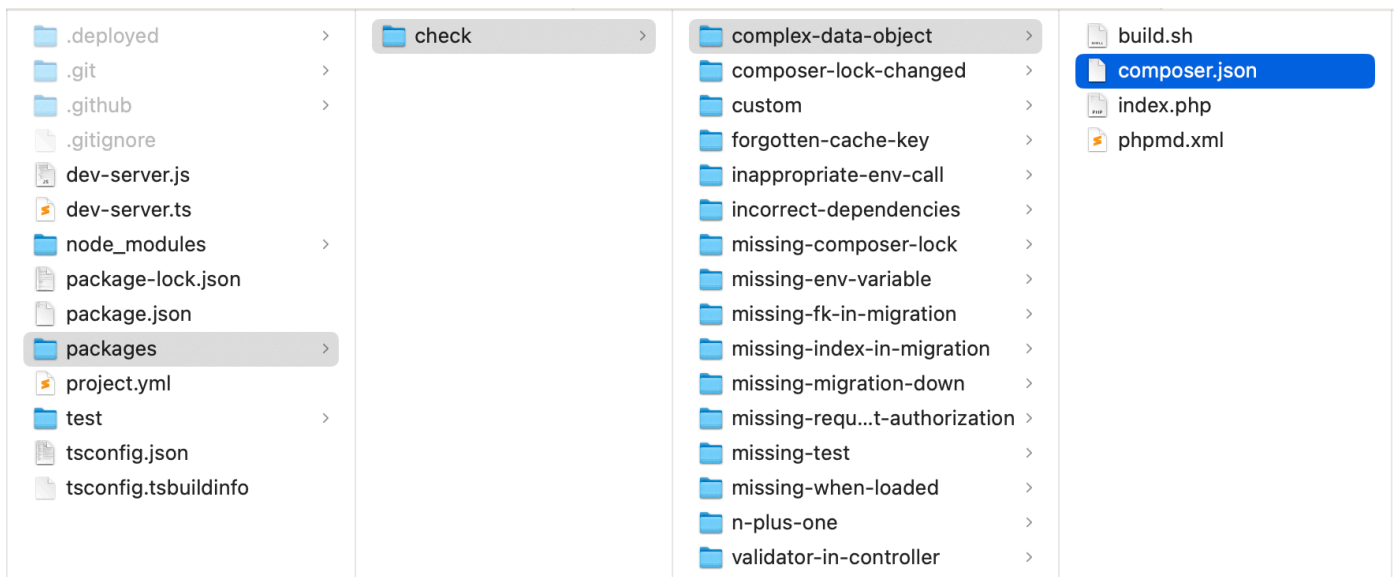 .deployed
.git
.github
.gitignore
dev-server.js
dev-server.ts
node_modules
package-lock.json
package.json
packages
project.yml
test
tsconfig.json
tsconfig.tsbuildinfo
check
complex-data-object
composer-lock-changed
custom
forgotten-cache-key
inappropriate-env-call
incorrect-dependencies
missing-composer-lock
missing-env-variable
missing-fk-in-migration
missing-index-in-migration
missing-migration-down
missing-requ...t-authorization
missing-test
missing-when-loaded
n-plus-one
validator-in-controller
build.sh
composer.json
index.php
phpmd.xml